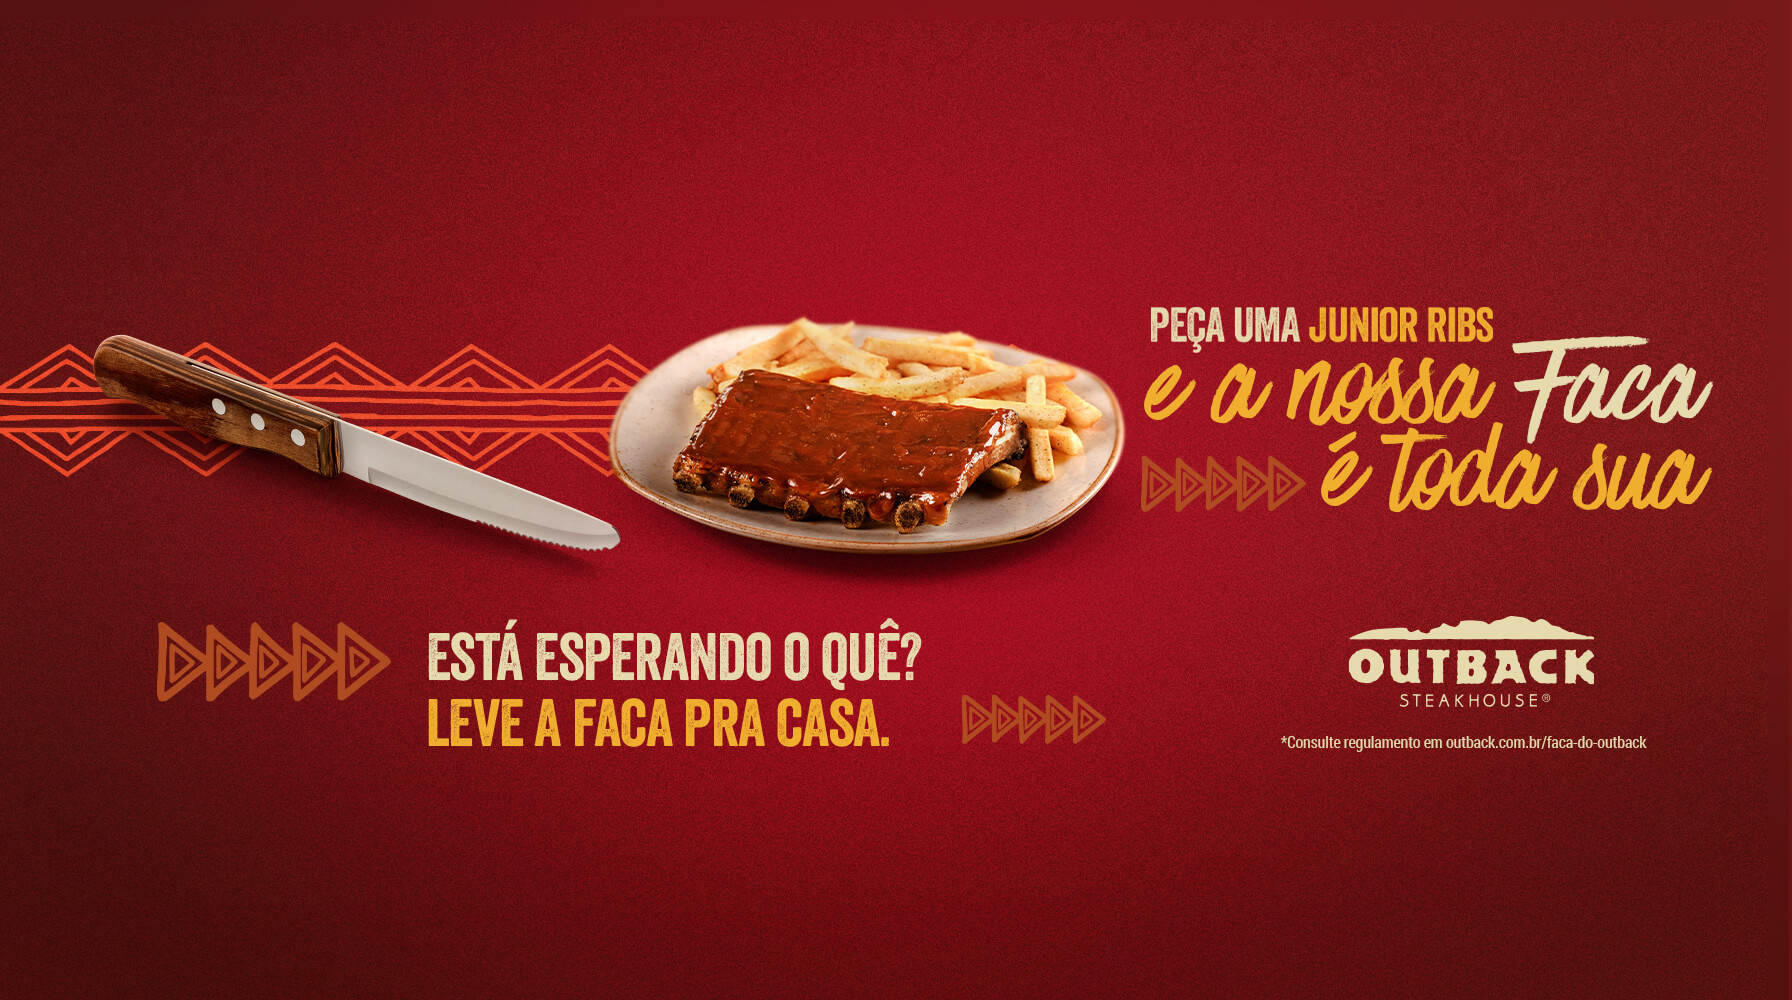 PEÇA UMA JUNIOR RIBS
e a nossa Faca
é toda sua
ESTÁ ESPERANDO O QUÊ?
LEVE A FACA PRA CASA.
OUTBACK
STEAKHOUSE®
*Consulte regulamento em outback.com.br/faca-do-outback